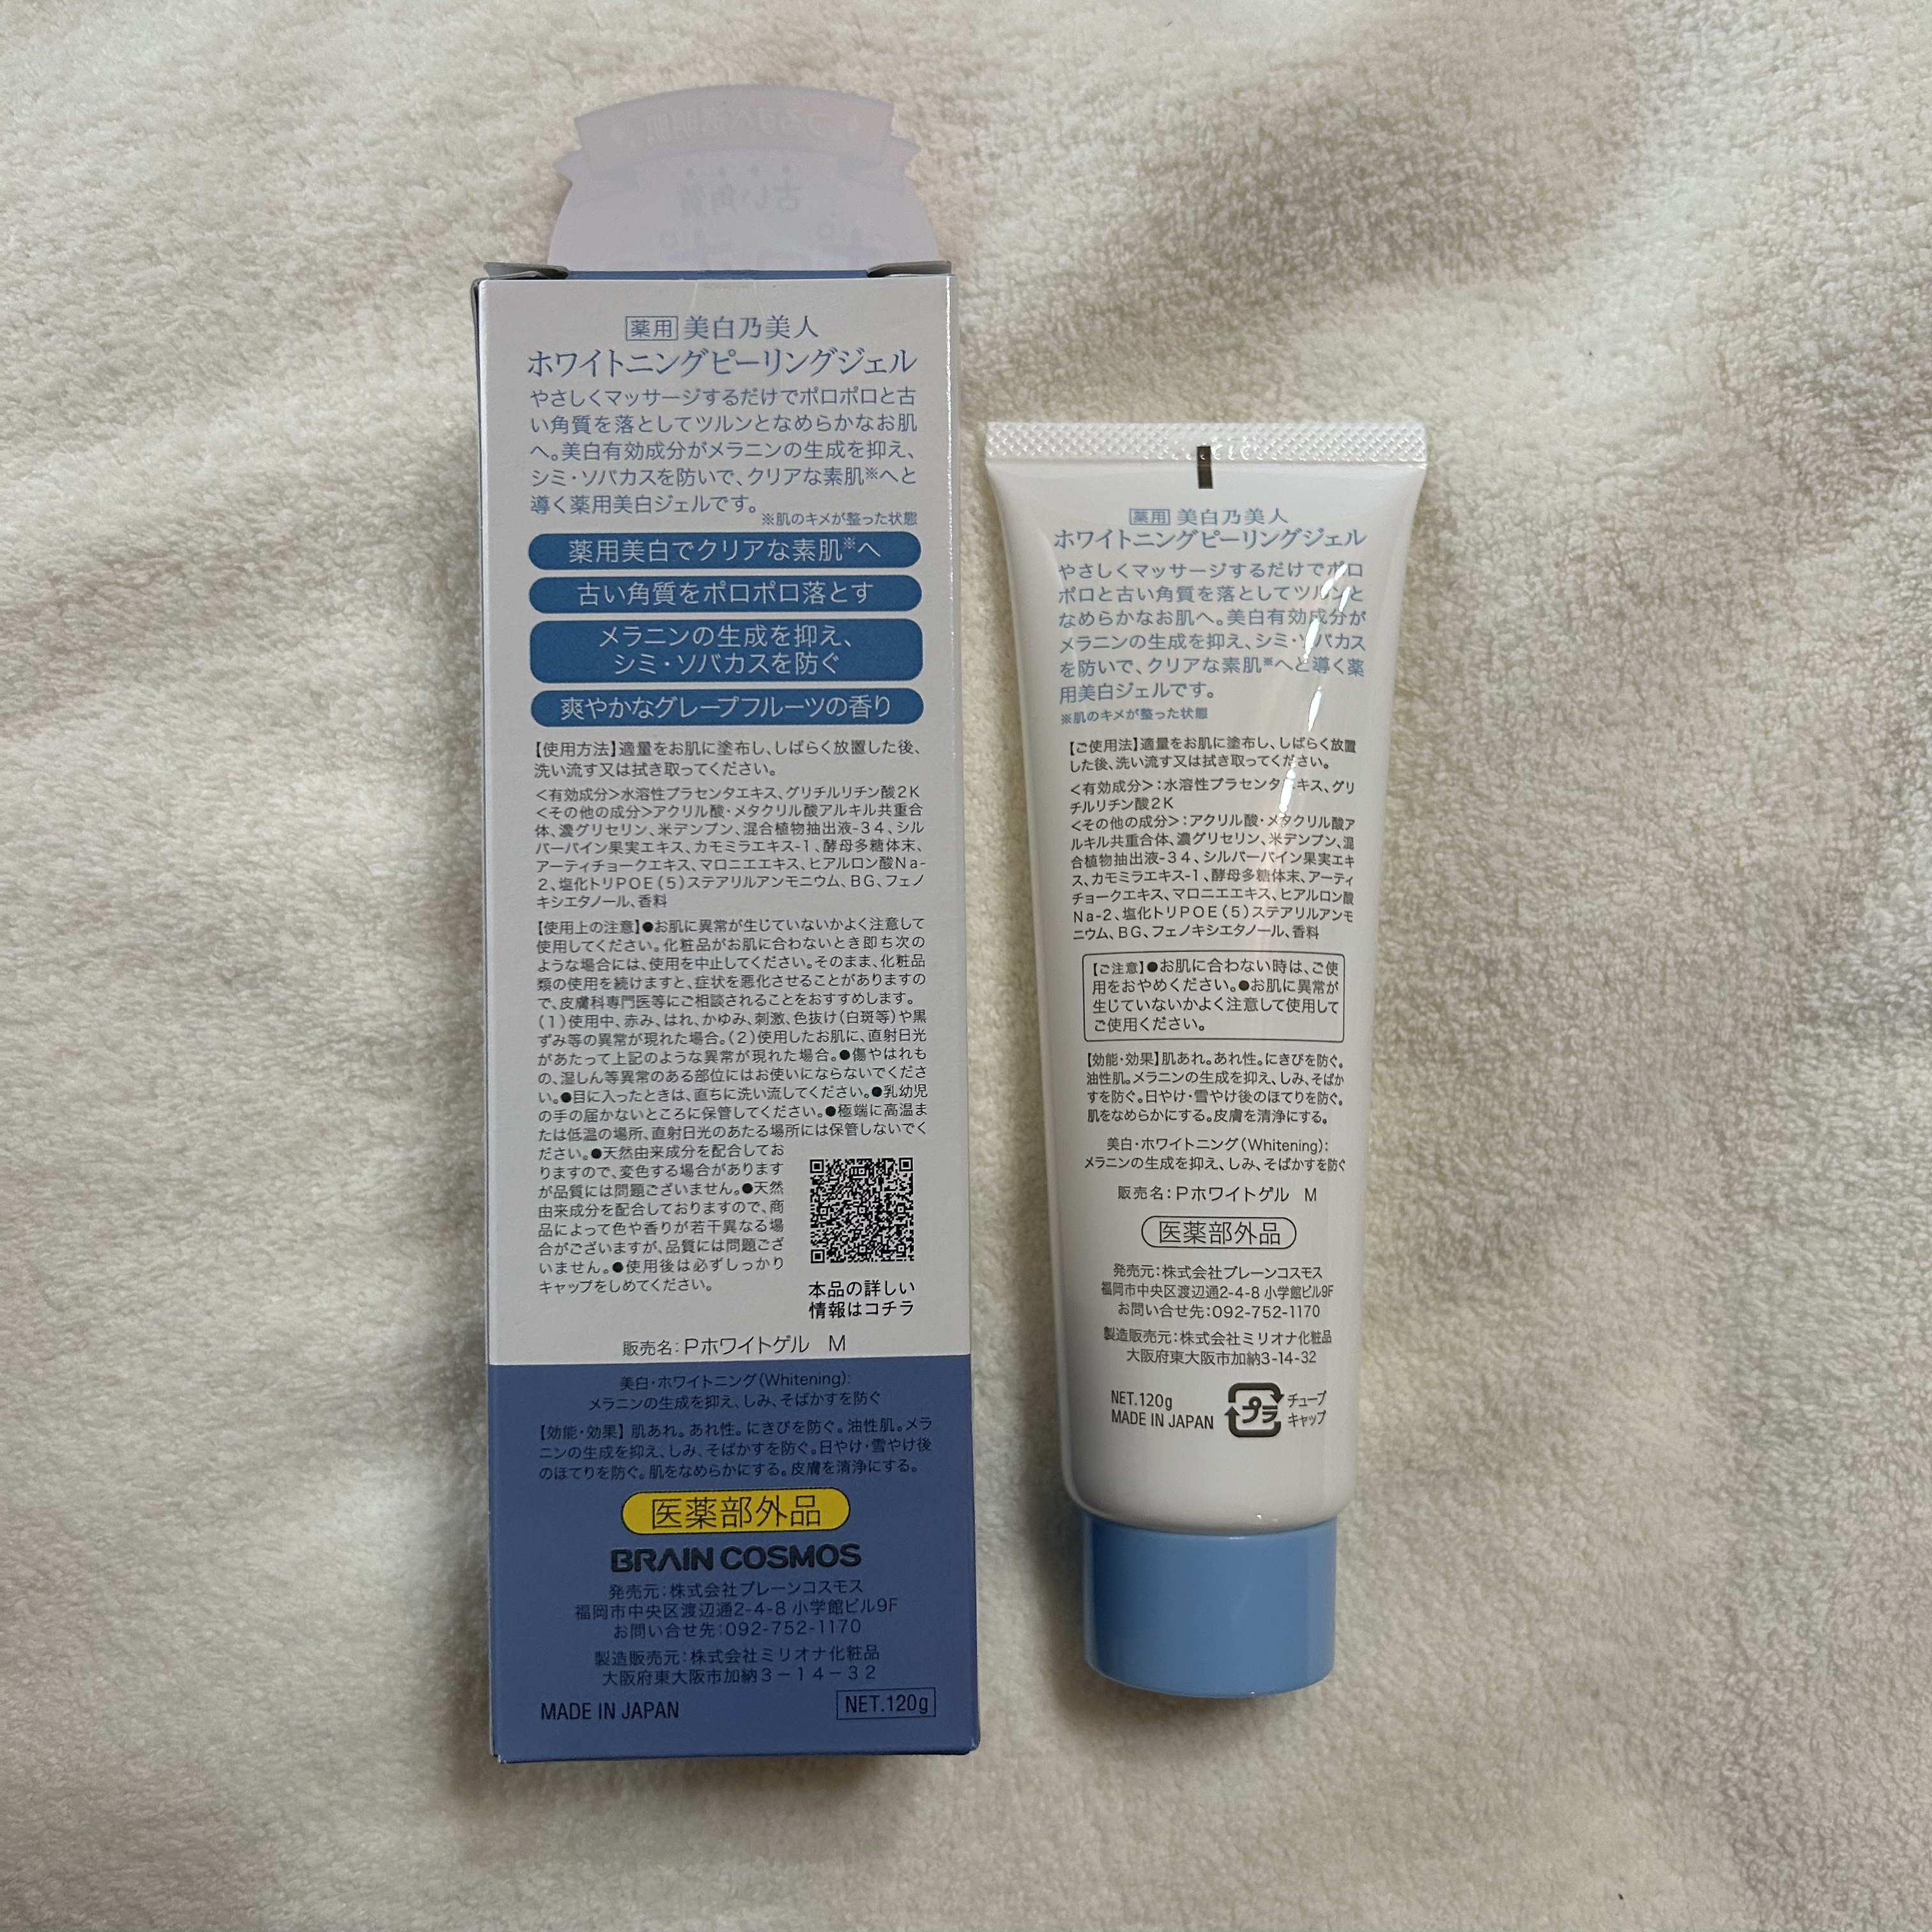 つるすべ透明肌
古い角質
薬用 美白乃美人
ホワイトニングピーリングジェル
やさしくマッサージするだけでポロポロと古
い角質を落としてツルンとなめらかなお肌
へ。美白有効成分がメラニンの生成を抑え、
シミ・ソバカスを防いで、クリアな素肌※へと
導く薬用美白ジェルです。
※肌のキメが整った状態
薬用美白でクリアな素肌※へ
古い角質をポロポロ落とす
メラニンの生成を抑え、
シミ・ソバカスを防ぐ
爽やかなグレープフルーツの香り
【使用方法】適量をお肌に塗布し、しばらく放置した後、
洗い流す又は拭き取ってください。
<有効成分>水溶性プラセンタエキス、グリチルリチン酸2K
<その他の成分>アクリル酸・メタクリル酸アルキル共重合
体、濃グリセリン、米デンプン、混合植物抽出液-34、シル
バーバイン果実エキス、カモミラエキス-1、酵母多糖体末、
アーティチョークエキス、マロニエエキス、ヒアルロン酸Na-
2、塩化トリPOE(5)ステアリルアンモニウム、BG、フェノ
キシエタノール、香料
【使用上の注意】●お肌に異常が生じていないかよく注意して
使用してください。化粧品がお肌に合わないとき即ち次の
ような場合には、使用を中止してください。そのまま、化粧品
類の使用を続けますと、症状を悪化させることがありますの
で、皮膚科専門医等にご相談されることをおすすめします。
(1)使用中、赤み、はれ、かゆみ、刺激、色抜け(白斑等)や黒
ずみ等の異常が現れた場合。(2)使用したお肌に、直射日光
があたって上記のような異常が現れた場合。●傷やはれも
の、湿しん等異常のある部位にはお使いにならないでくださ
い。●目に入ったときは、直ちに洗い流してください。●乳幼児
の手の届かないところに保管してください。●極端に高温ま
たは低温の場所、直射日光のあたる場所には保管しないでく
ださい。●天然由来成分を配合してお
りますので、変色する場合があります
が品質には問題ございません。●天然
由来成分を配合しておりますので、商
品によって色や香りが若干異なる場
合がございますが、品質には問題ござ
いません。●使用後は必ずしっかり
キャップをしめてください。
本品の詳しい
情報はコチラ
販売名:Pホワイトゲル M
美白・ホワイトニング(Whitening):
メラニンの生成を抑え、しみ、そばかすを防ぐ
【効能・効果】肌あれ。あれ性。にきびを防ぐ。油性肌。メラ
ニンの生成を抑え、しみ、そばかすを防ぐ。日やけ・雪やけ後
のほてりを防ぐ。肌をなめらかにする。皮膚を清浄にする。
医薬部外品
BRAIN COSMOS
発売元:株式会社ブレーンコスモス
福岡市中央区渡辺通2-4-8 小学館ビル9F
お問い合せ先:092-752-1170
製造販売元:株式会社ミリオナ化粧品
大阪府東大阪市加納3-14-32
MADE IN JAPAN
NET.120g
薬用 美白乃美人
ホワイトニングピーリングジェル
やさしくマッサージするだけでポロ
ポロと古い角質を落としてツルンと
なめらかなお肌へ。美白有効成分が
メラニンの生成を抑え、シミ・ソバカス
を防いで、クリアな素肌※へと導く薬
用美白ジェルです。
※肌のキメが整った状態
【ご使用法】適量をお肌に塗布し、しばらく放置
した後、洗い流す又は拭き取ってください。
<有効成分>:水溶性プラセンタエキス、グリ
チルリチン酸2K
<その他の成分>:アクリル酸・メタクリル酸ア
ルキル共重合体、濃グリセリン、米デンプン、混
合植物抽出液-34、シルバーバイン果実エキ
ス、カモミラエキス-1、酵母多糖体末、アーティ
チョークエキス、マロニエエキス、ヒアルロン酸
Na-2、塩化トリPOE(5)ステアリルアンモ
ニウム、BG、フェノキシエタノール、香料
【ご注意】●お肌に合わない時は、ご使
用をおやめください。●お肌に異常が
生じていないかよく注意して使用して
ご使用ください。
【効能・効果】肌あれ。あれ性。にきびを防ぐ。
油性肌。メラニンの生成を抑え、しみ、そばか
すを防ぐ。日やけ・雪やけ後のほてりを防ぐ。
肌をなめらかにする。皮膚を清浄にする。
美白・ホワイトニング(Whitening):
メラニンの生成を抑え、しみ、そばかすを防ぐ
販売名:Pホワイトゲル M
医薬部外品
発売元:株式会社ブレーンコスモス
福岡市中央区渡辺通2-4-8 小学館ビル9F
お問い合せ先:092-752-1170
製造販売元:株式会社ミリオナ化粧品
大阪府東大阪市加納3-14-32
NET.120g
MADE IN JAPAN
プラ
チューブ
キャップ